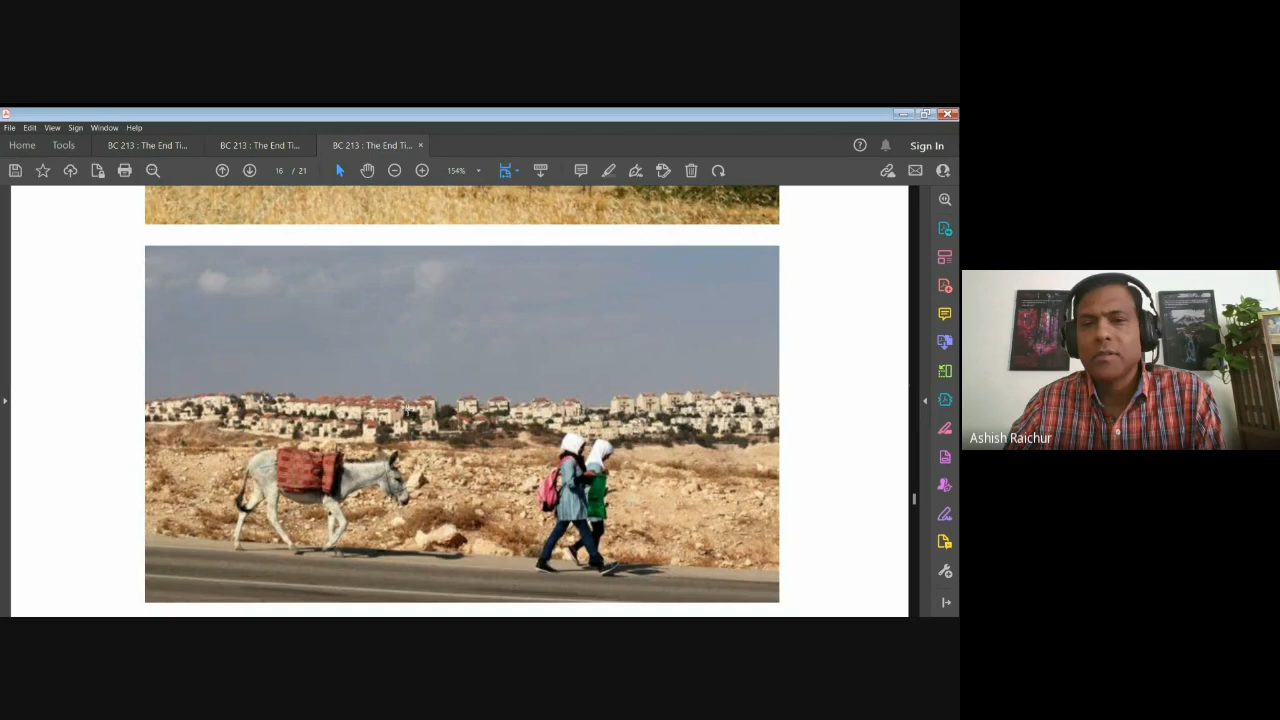 File Edit View Sign Window Help
Home Tools BC 213 : The End Ti... BC 213 : The End Ti... BC 213 : The End Ti... × Sign In
16 / 21 154%
Ashish Raichur